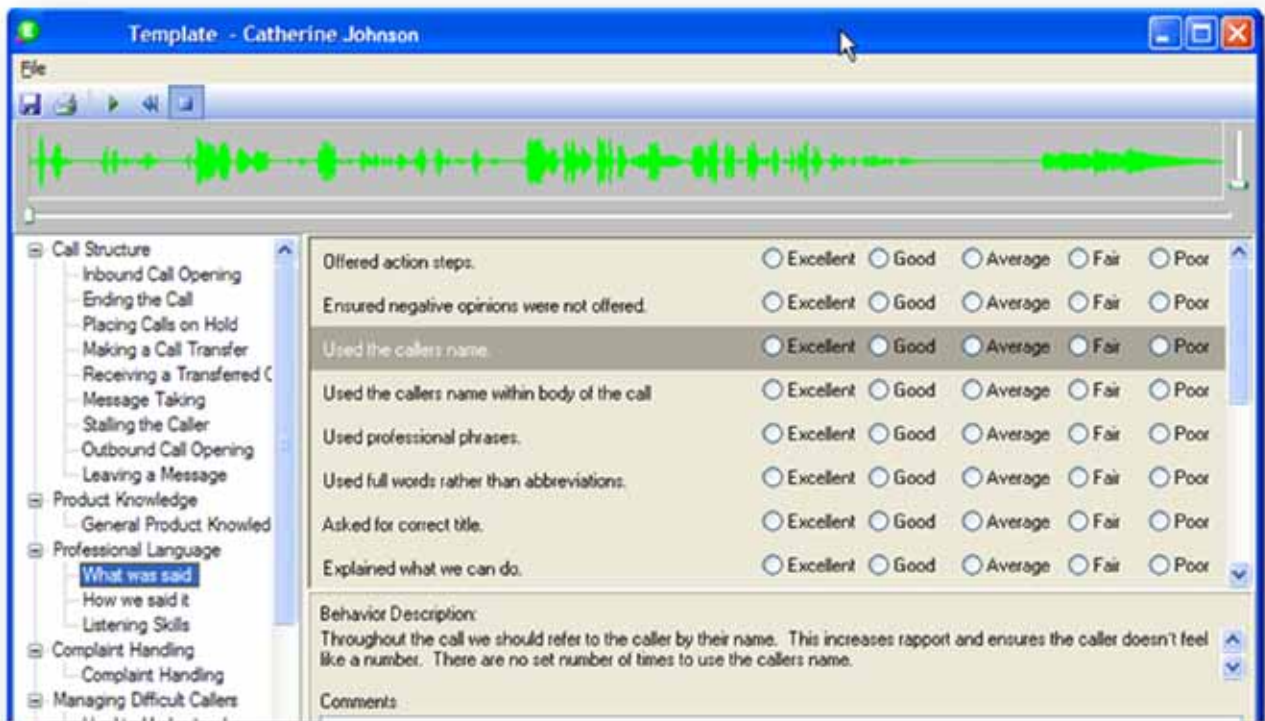 Template - Catherine Johnson
File
Call Structure
Inbound Call Opening
Ending the Call
Placing Calls on Hold
Making a Call Transfer
Receiving a Transferred C
Message Taking
Stalling the Caller
Outbound Call Opening
Leaving a Message
Product Knowledge
General Product Knowled
Professional Language
What was said
How we said it
Listening Skills
Complaint Handling
Complaint Handling
Managing Difficult Callers
Offered action steps. Excellent Good Average Fair Poor
Ensured negative opinions were not offered. Excellent Good Average Fair Poor
Used the callers name. Excellent Good Average Fair Poor
Used the callers name within body of the call Excellent Good Average Fair Poor
Used professional phrases. Excellent Good Average Fair Poor
Used full words rather than abbreviations. Excellent Good Average Fair Poor
Asked for correct title. Excellent Good Average Fair Poor
Explained what we can do. Excellent Good Average Fair Poor
Behavior Description:
Throughout the call we should refer to the caller by their name. This increases rapport and ensures the caller doesn't feel
like a number. There are no set number of times to use the callers name.
Comments